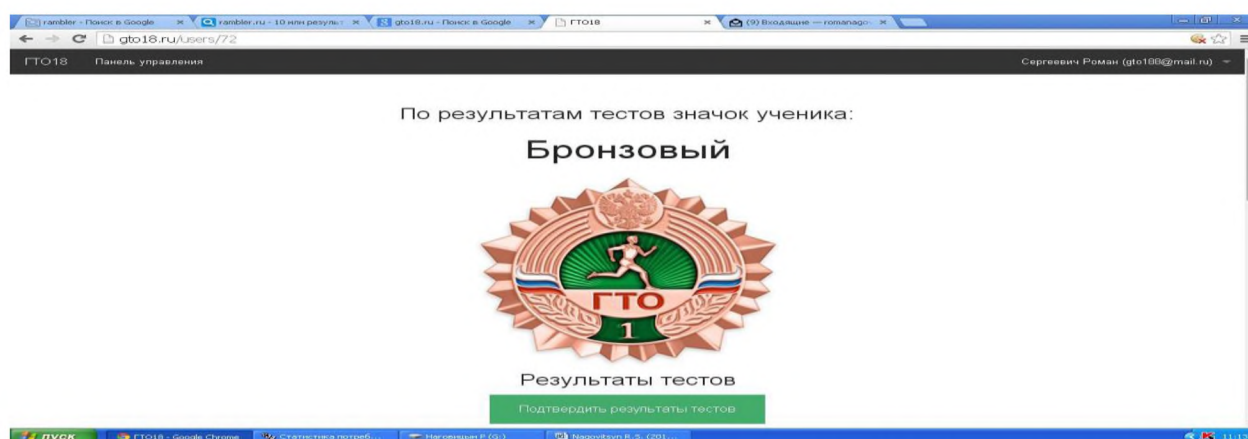 rambler - Поиск в Google
rambler.ru - 10 млн результ
gto18.ru - Поиск в Google
ГТО18
(9) Входящие — romanago
gto18.ru/users/72
ГТО18 Панель управления
Сергеевич Роман (gto188@mail.ru)
По результатам тестов значок ученика:
Бронзовый
ГТО
1
Результаты тестов
Подтвердить результаты тестов
пуск
ГТО18 - Google Chrome
Статистика потреб...
Наговицын Р (G:)
Nagovitsyn R.S. (201...